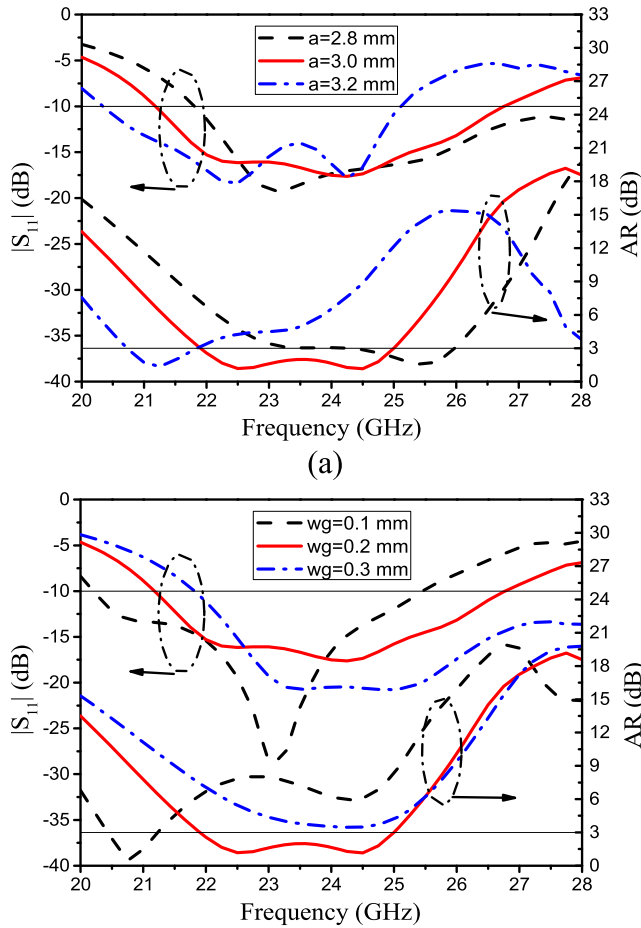 0
-5
-10
-15
-20
-25
-30
-35
-40
|S11| (dB)
a=2.8 mm
a=3.0 mm
a=3.2 mm
33
30
27
24
21
18
15
12
9
6
3
0
AR (dB)
20 21 22 23 24 25 26 27 28
Frequency (GHz)
(a)
0
-5
-10
-15
-20
-25
-30
-35
-40
|S11| (dB)
wg=0.1 mm
wg=0.2 mm
wg=0.3 mm
33
30
27
24
21
18
15
12
9
6
3
0
AR (dB)
20 21 22 23 24 25 26 27 28
Frequency (GHz)